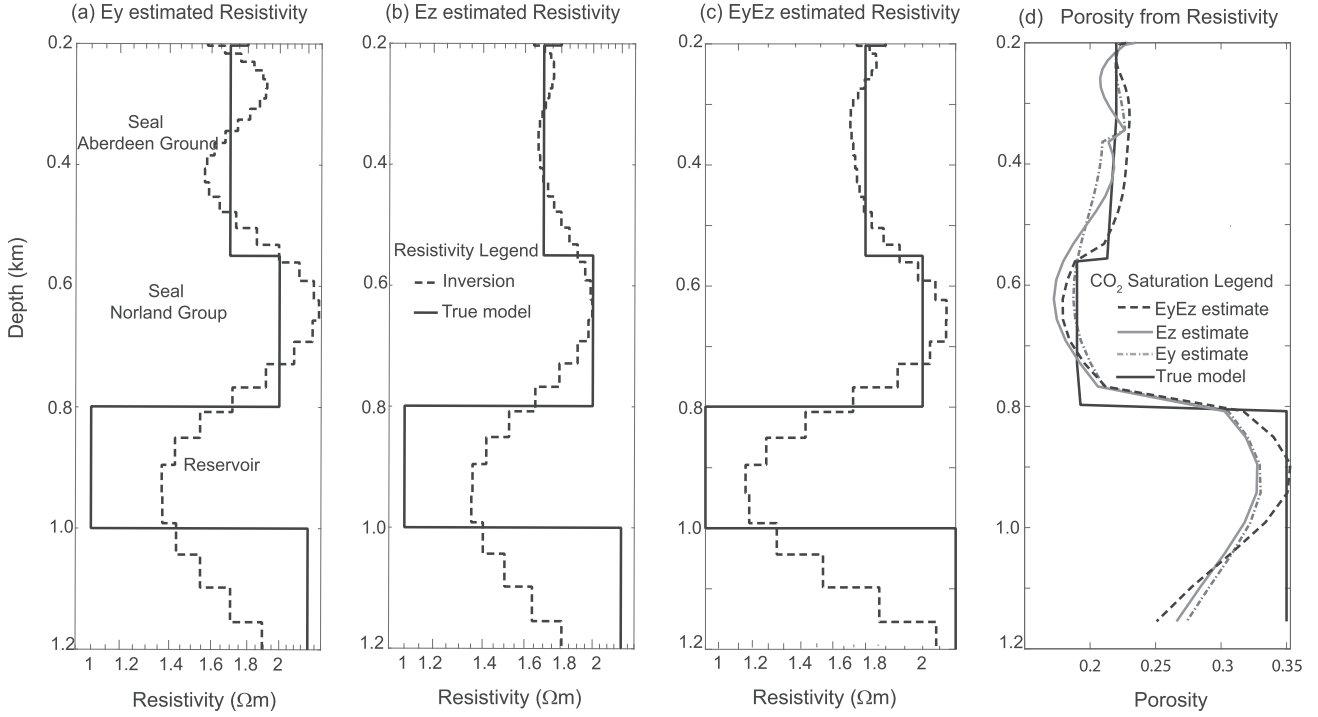 (a) Ey estimated Resistivity
(b) Ez estimated Resistivity
(c) EyEz estimated Resistivity
(d) Porosity from Resistivity
0.2
0.4
0.6
0.8
1.0
1.2
Depth (km)
Seal
Aberdeen Ground
Seal
Norland Group
Reservoir
1 1.2 1.4 1.6 1.8 2
Resistivity (Ωm)
0.2
0.4
0.6
0.8
1.0
1.2
Resistivity Legend
Inversion
True model
1 1.2 1.4 1.6 1.8 2
Resistivity (Ωm)
0.2
0.4
0.6
0.8
1.0
1.2
1 1.2 1.4 1.6 1.8 2
Resistivity (Ωm)
0.2
0.4
0.6
0.8
1.0
1.2
CO2 Saturation Legend
EyEz estimate
Ez estimate
Ey estimate
True model
0.2 0.25 0.3 0.35
Porosity